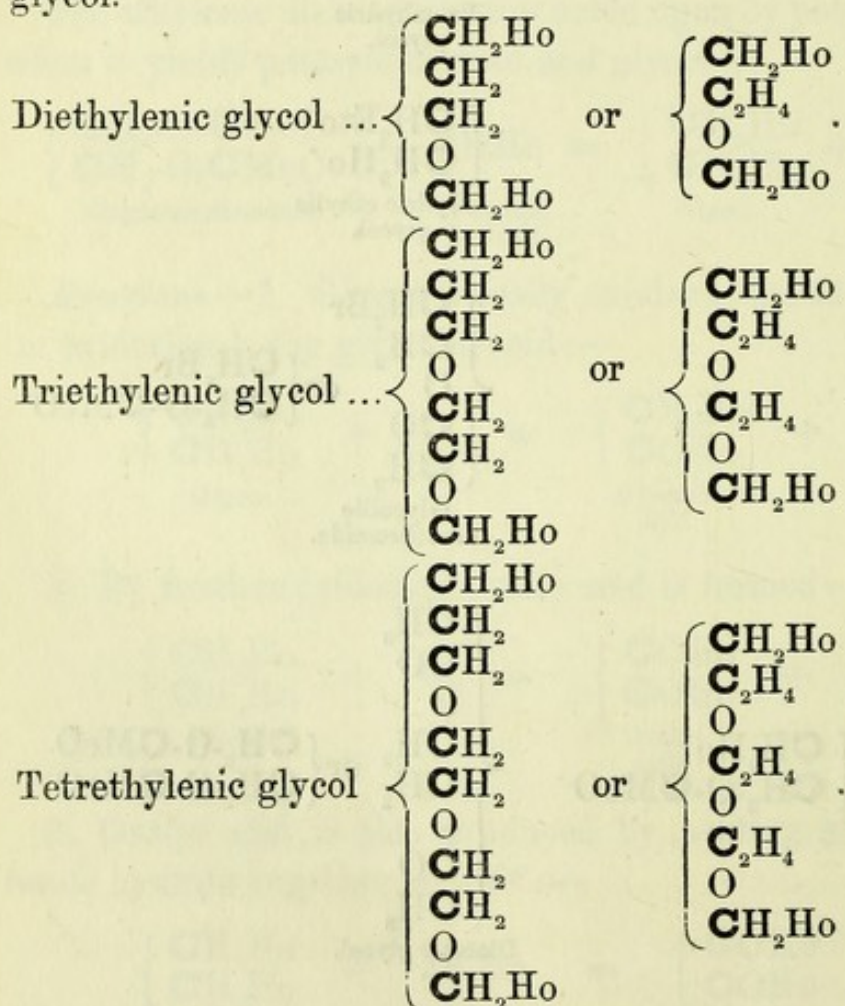 glycol.
Diethylenic glycol ...
CH₂Ho
CH₂
CH₂
O
CH₂Ho
or
CH₂Ho
C₂H₄
O
CH₂Ho
.
Triethylenic glycol ...
CH₂Ho
CH₂
CH₂
O
CH₂
CH₂
O
CH₂Ho
or
CH₂Ho
C₂H₄
O
C₂H₄
O
CH₂Ho
Tetrethylenic glycol
CH₂Ho
CH₂
CH₂
O
CH₂
CH₂
O
CH₂
CH₂
O
CH₂Ho
or
CH₂Ho
C₂H₄
O
C₂H₄
O
C₂H₄
O
CH₂Ho
.